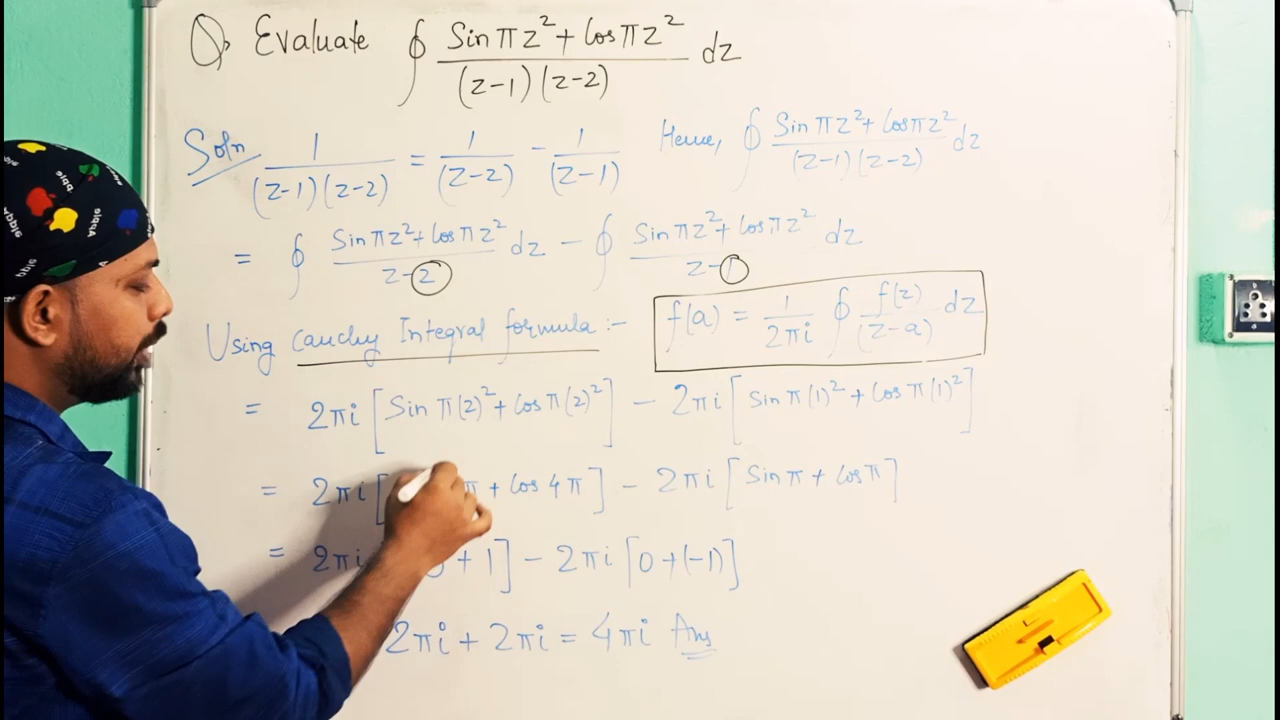 Q. Evaluate ∮ (Sin πz² + Cos πz²) / ((z-1)(z-2)) dz
Soln 1/((z-1)(z-2)) = 1/(z-2) - 1/(z-1)
Hence, ∮ (Sin πz² + Cos πz²) / ((z-1)(z-2)) dz
= ∮ (Sin πz² + Cos πz²) / (z-2) dz - ∮ (Sin πz² + Cos πz²) / (z-1) dz
Using Cauchy Integral formula :- f(a) = 1/(2πi) ∮ f(z)/(z-a) dz
= 2πi [Sin π(2)² + Cos π(2)²] - 2πi [Sin π(1)² + Cos π(1)²]
= 2πi [ π + Cos 4π] - 2πi [Sin π + Cos π]
= 2πi + 1] - 2πi [0 + (-1)]
2πi + 2πi = 4πi Ans
Apple